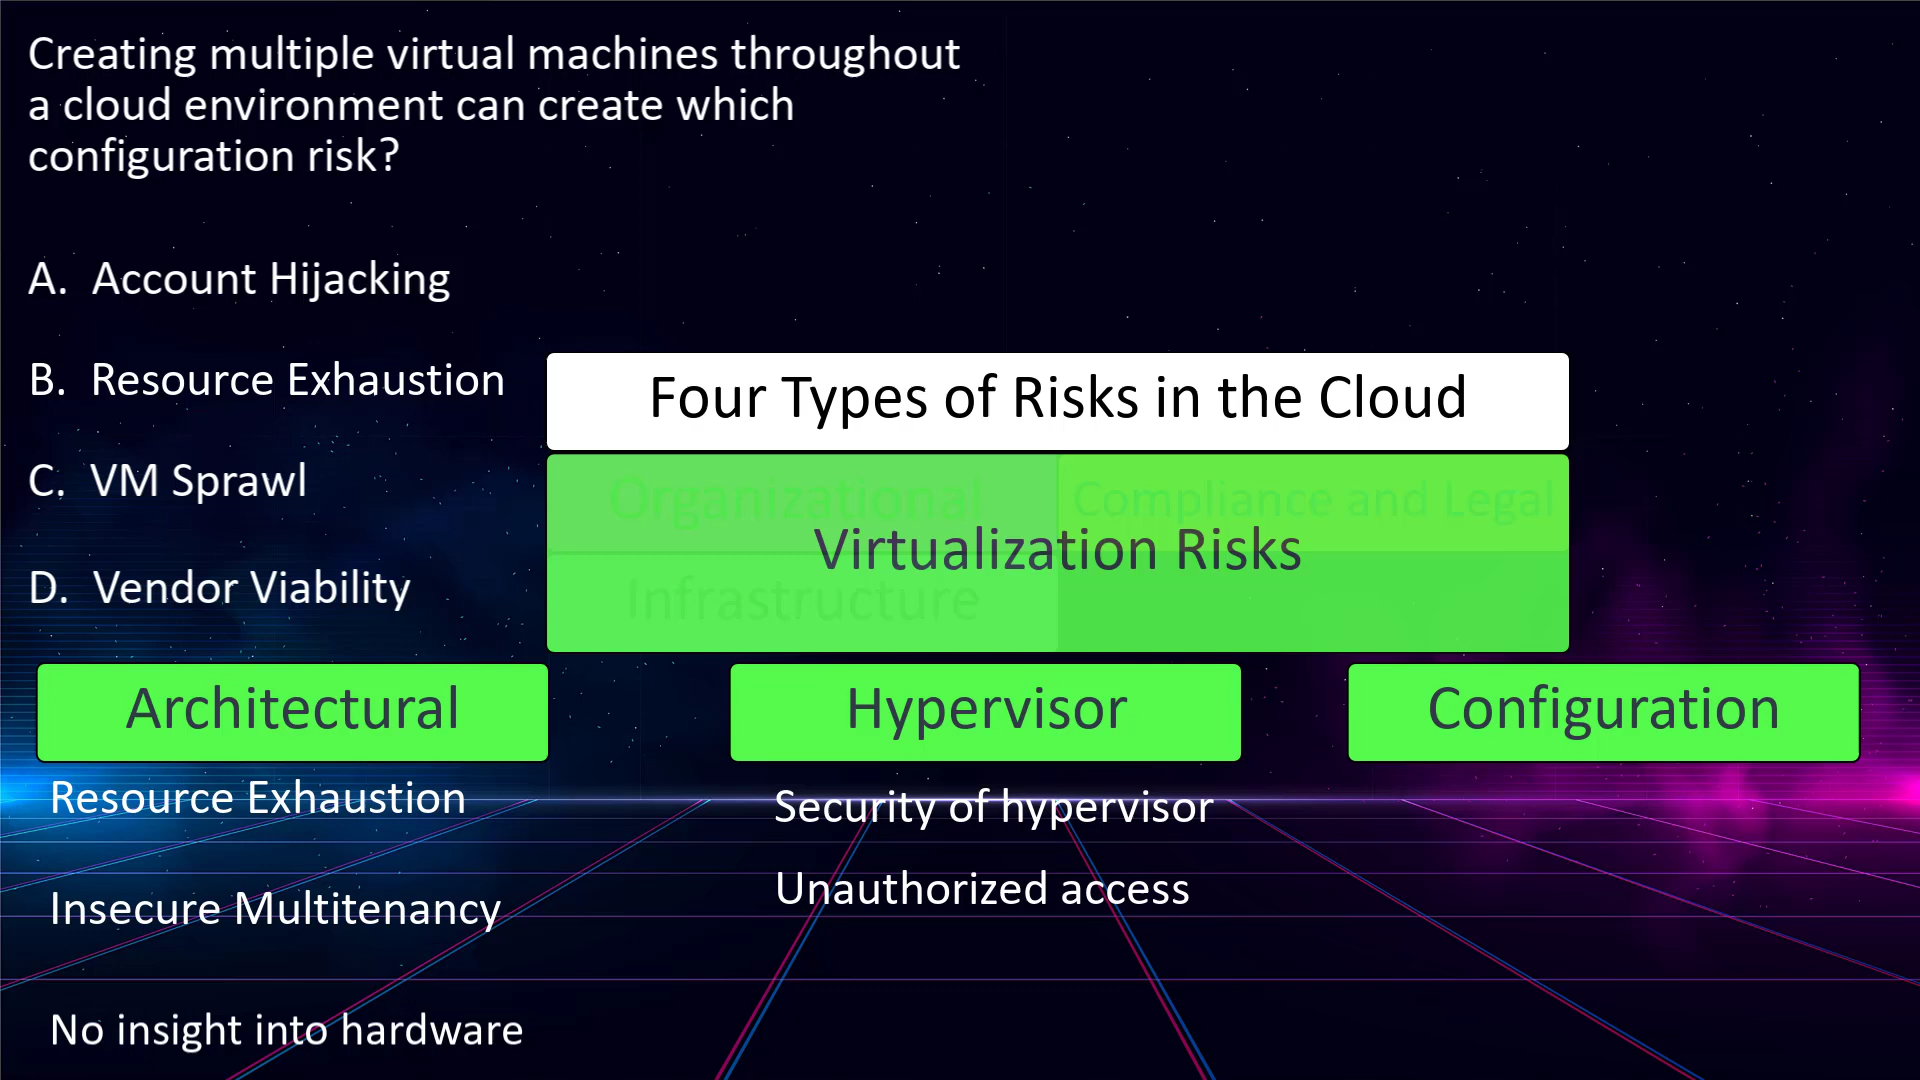 Creating multiple virtual machines throughout
a cloud environment can create which
configuration risk?
A. Account Hijacking
B. Resource Exhaustion
C. VM Sprawl
D. Vendor Viability
Four Types of Risks in the Cloud
Organizational
Compliance and Legal
Virtualization Risks
Infrastructure
Architectural
Hypervisor
Configuration
Resource Exhaustion
Insecure Multitenancy
No insight into hardware
Security of hypervisor
Unauthorized access